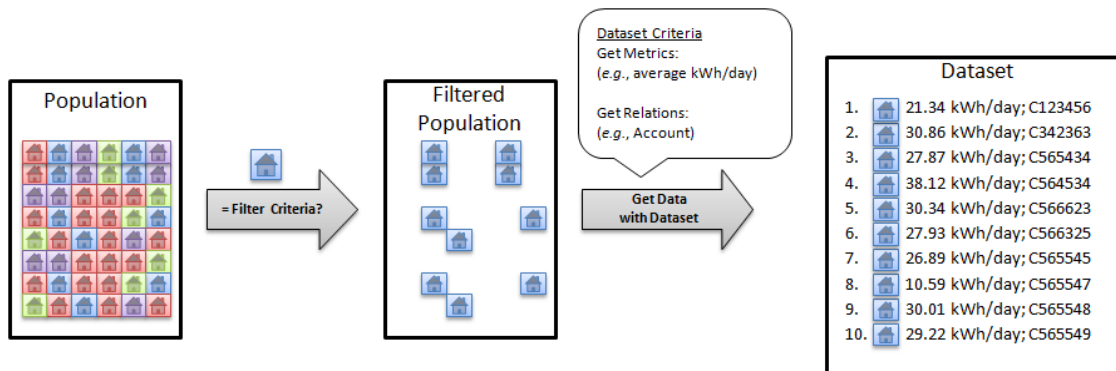 Population
= Filter Criteria?
Filtered
Population
Dataset Criteria
Get Metrics:
(e.g., average kWh/day)
Get Relations:
(e.g., Account)
Get Data
with Dataset
Dataset
1. 21.34 kWh/day; C123456
2. 30.86 kWh/day; C342363
3. 27.87 kWh/day; C565434
4. 38.12 kWh/day; C564534
5. 30.34 kWh/day; C566623
6. 27.93 kWh/day; C566325
7. 26.89 kWh/day; C565545
8. 10.59 kWh/day; C565547
9. 30.01 kWh/day; C565548
10. 29.22 kWh/day; C565549